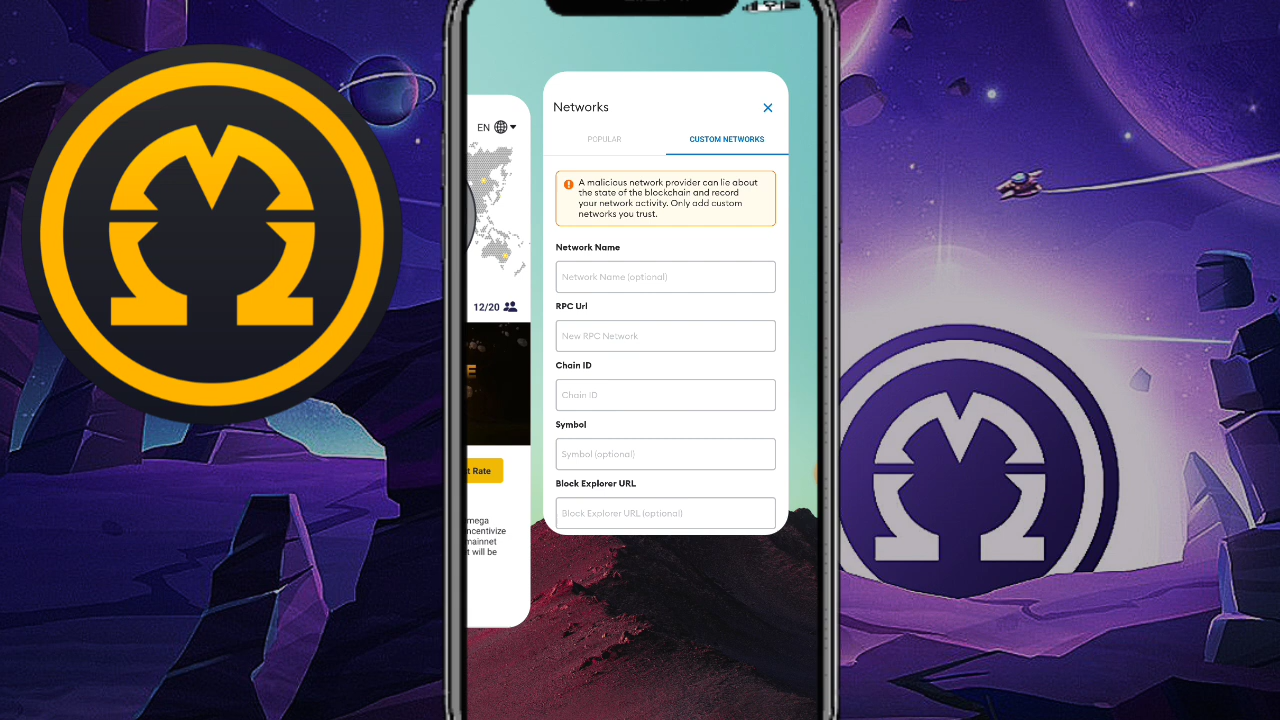 EN
12/20
E
t Rate
mega
ncentivize
mainnet
t will be
Networks
POPULAR
CUSTOM NETWORKS
A malicious network provider can lie about
the state of the blockchain and record
your network activity. Only add custom
networks you trust.
Network Name
Network Name (optional)
RPC Url
New RPC Network
Chain ID
Chain ID
Symbol
Symbol (optional)
Block Explorer URL
Block Explorer URL (optional)